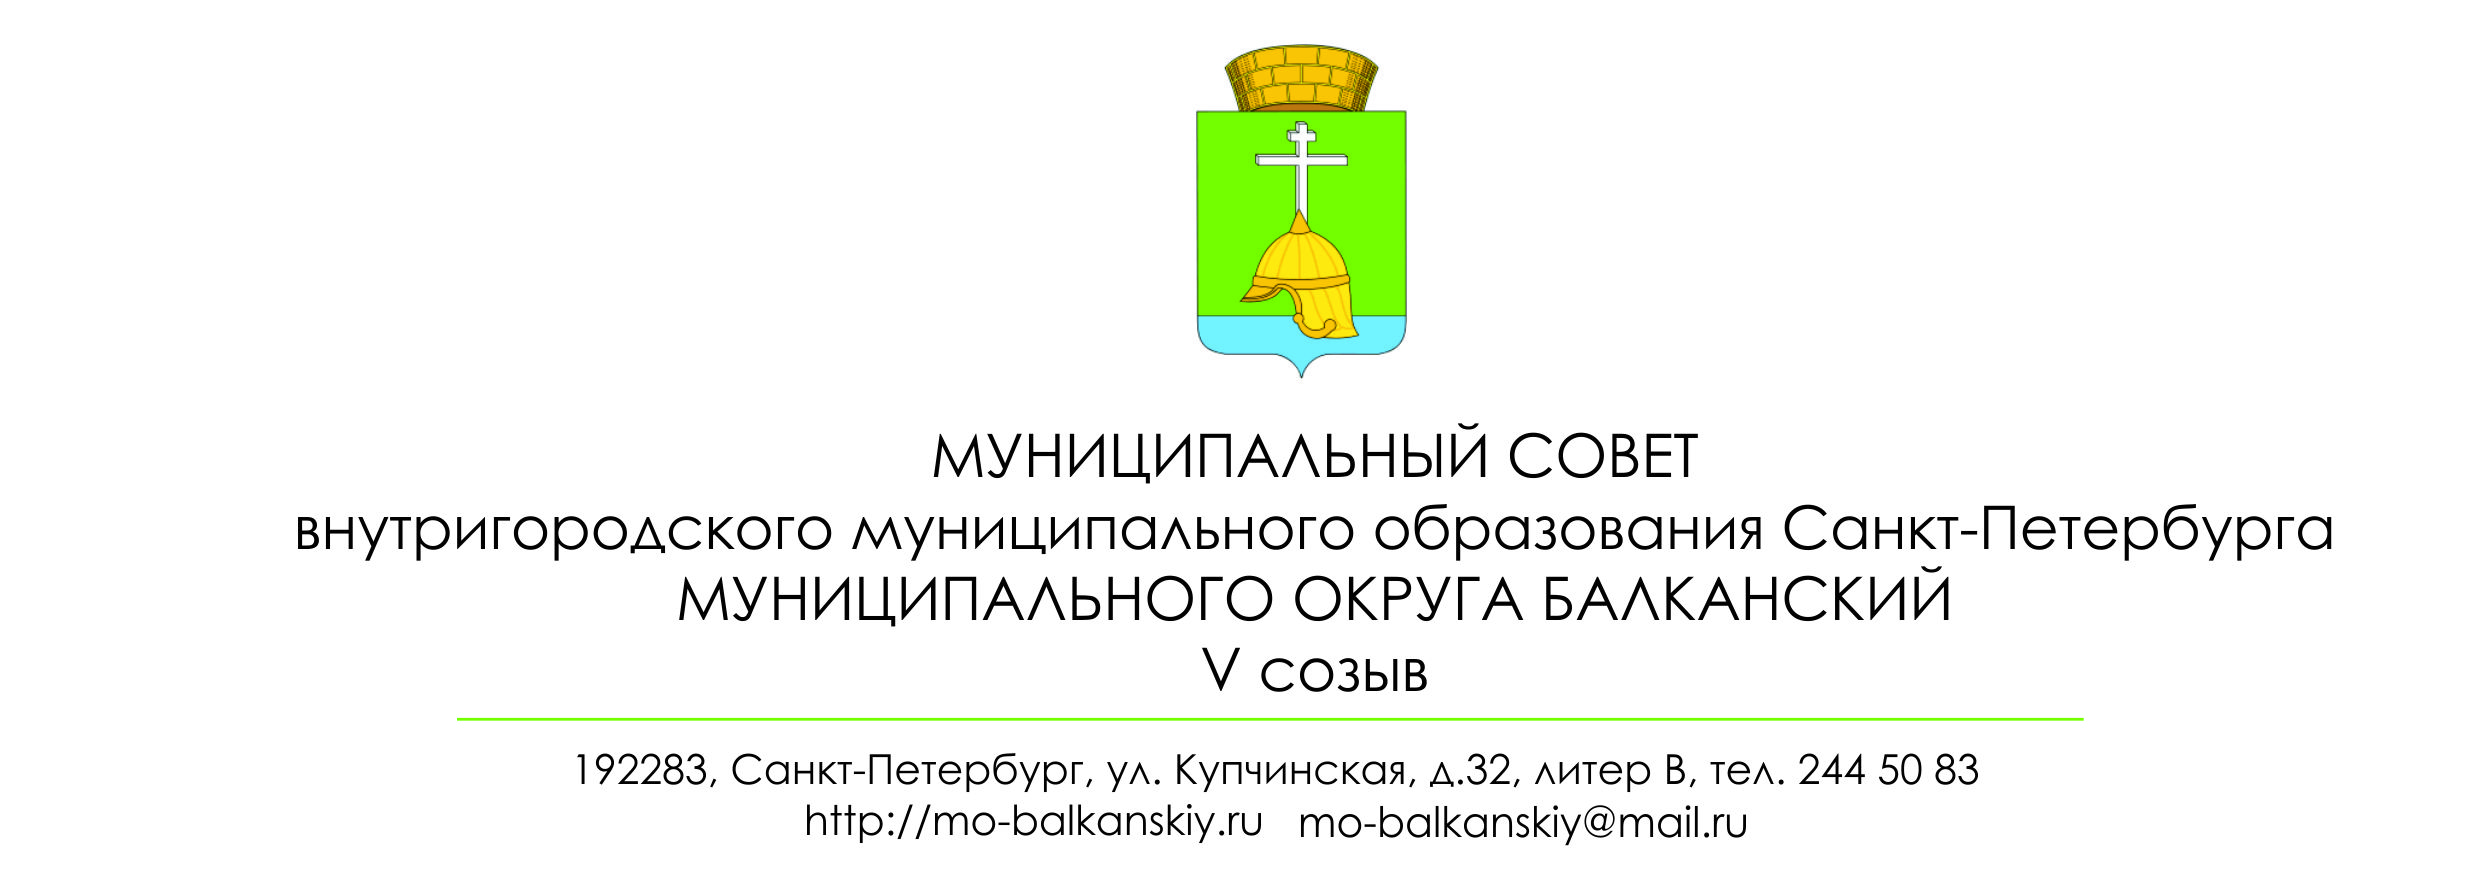 МУНИЦИПАЛЬНЫЙ СОВЕТ
внутригородского муниципального образования Санкт-Петербурга
МУНИЦИПАЛЬНОГО ОКРУГА БАЛКАНСКИЙ
V созыв
192283, Санкт-Петербург, ул. Купчинская, д.32, литер В, тел. 244 50 83
http://mo-balkanskiy.ru mo-balkanskiy@mail.ru